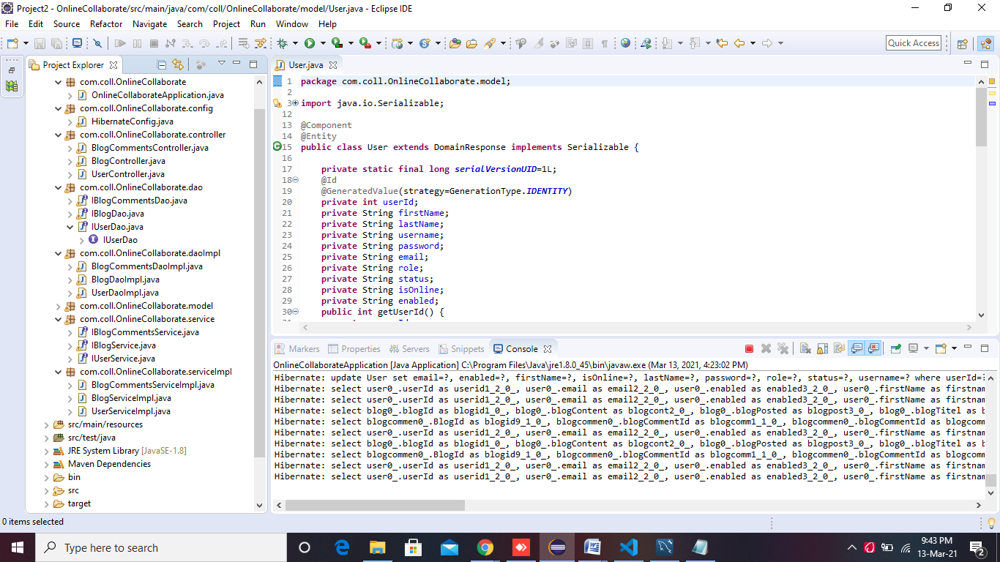 Project2 - OnlineCollaborate/src/main/java/com/coll/OnlineCollaborate/model/User.java - Eclipse IDE
File Edit Source Refactor Navigate Search Project Run Window Help
Quick Access
Project Explorer
com.coll.OnlineCollaborate
OnlineCollaborateApplication.java
com.coll.OnlineCollaborate.config
HibernateConfig.java
com.coll.OnlineCollaborate.controller
BlogCommentsController.java
BlogController.java
UserController.java
com.coll.OnlineCollaborate.dao
IBlogCommentsDao.java
IBlogDao.java
IUserDao.java
IUserDao
com.coll.OnlineCollaborate.daoImpl
BlogCommentsDaoImpl.java
BlogDaoImpl.java
UserDaoImpl.java
com.coll.OnlineCollaborate.model
com.coll.OnlineCollaborate.service
IBlogCommentsService.java
IBlogService.java
IUserService.java
com.coll.OnlineCollaborate.serviceImpl
BlogCommentsServiceImpl.java
BlogServiceImpl.java
UserServiceImpl.java
src/main/resources
src/test/java
JRE System Library [JavaSE-1.8]
Maven Dependencies
bin
src
target
User.java
1 package com.coll.OnlineCollaborate.model;
2
3 import java.io.Serializable;
12
13 @Component
14 @Entity
15 public class User extends DomainResponse implements Serializable {
16
17 private static final long serialVersionUID=1L;
18 @Id
19 @GeneratedValue(strategy=GenerationType.IDENTITY)
20 private int userId;
21 private String firstName;
22 private String lastName;
23 private String username;
24 private String password;
25 private String email;
26 private String role;
27 private String status;
28 private String isOnline;
29 private String enabled;
30 public int getUserId() {
Markers Properties Servers Snippets Console
OnlineCollaborateApplication [Java Application] C:\Program Files\Java\jre1.8.0_45\bin\javaw.exe (Mar 13, 2021, 4:23:02 PM)
Hibernate: update User set email=?, enabled=?, firstName=?, isOnline=?, lastName=?, password=?, role=?, status=?, username=? where userId=?
Hibernate: select user0_.userId as userid1_2_0_, user0_.email as email2_2_0_, user0_.enabled as enabled3_2_0_, user0_.firstName as firstnam
Hibernate: select user0_.userId as userid1_2_0_, user0_.email as email2_2_0_, user0_.enabled as enabled3_2_0_, user0_.firstName as firstnam
Hibernate: select blog0_.blogId as blogid1_0_, blog0_.blogContent as blogcont2_0_, blog0_.blogPosted as blogpost3_0_, blog0_.blogTitel as b
Hibernate: select blogcommen0_.BlogId as blogid9_1_0_, blogcommen0_.blogCommentId as blogcomm1_1_0_, blogcommen0_.blogCommentId as blogcomm
Hibernate: select user0_.userId as userid1_2_0_, user0_.email as email2_2_0_, user0_.enabled as enabled3_2_0_, user0_.firstName as firstnam
Hibernate: select blog0_.blogId as blogid1_0_, blog0_.blogContent as blogcont2_0_, blog0_.blogPosted as blogpost3_0_, blog0_.blogTitel as b
Hibernate: select blogcommen0_.BlogId as blogid9_1_0_, blogcommen0_.blogCommentId as blogcomm1_1_0_, blogcommen0_.blogCommentId as blogcomm
Hibernate: select user0_.userId as userid1_2_0_, user0_.email as email2_2_0_, user0_.enabled as enabled3_2_0_, user0_.firstName as firstnam
Hibernate: select user0_.userId as userid1_2_0_, user0_.email as email2_2_0_, user0_.enabled as enabled3_2_0_, user0_.firstName as firstnam
0 items selected
Type here to search
9:43 PM
13-Mar-21
2